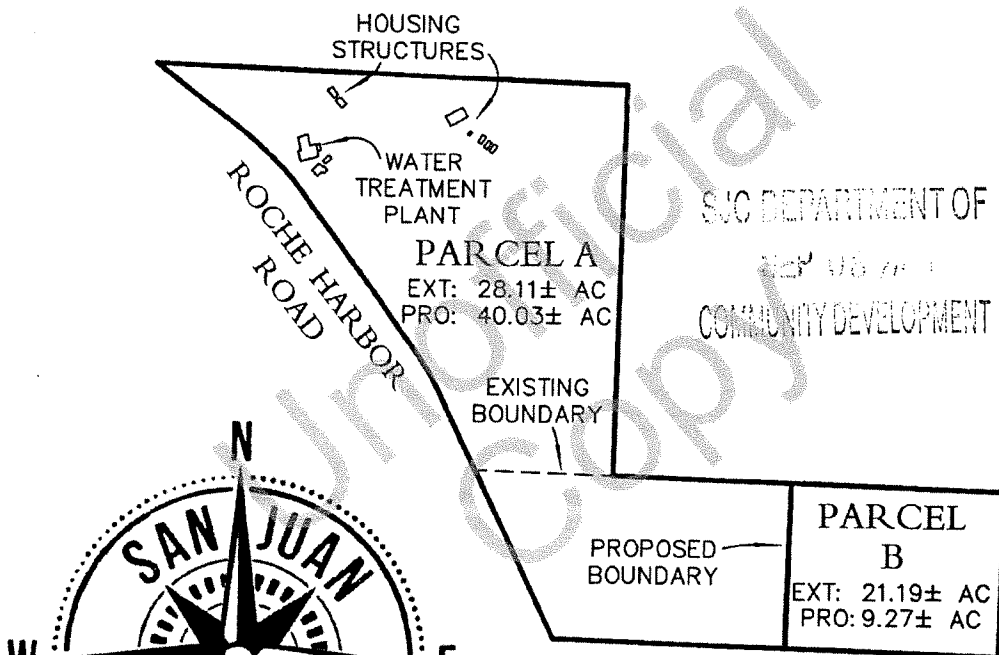 HOUSING
STRUCTURES
WATER
TREATMENT
PLANT
ROCHE HARBOR
ROAD
PARCEL A
EXT: 28.11± AC
PRO: 40.03± AC
SJC DEPARTMENT OF
COMMUNITY DEVELOPMENT
EXISTING
BOUNDARY
Unofficial
Copy
N
SAN JUAN
W
E
PROPOSED
BOUNDARY
PARCEL
B
EXT: 21.19± AC
PRO: 9.27± AC